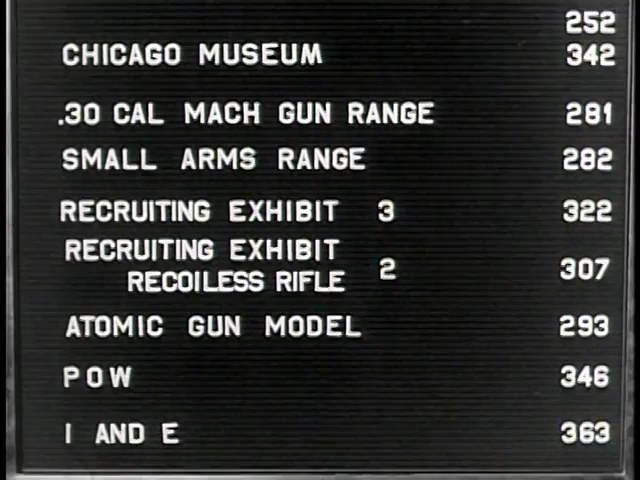 252
CHICAGO MUSEUM 342
.30 CAL MACH GUN RANGE 281
SMALL ARMS RANGE 282
RECRUITING EXHIBIT 3 322
RECRUITING EXHIBIT
RECOILESS RIFLE 2 307
ATOMIC GUN MODEL 293
P O W 346
I AND E 363